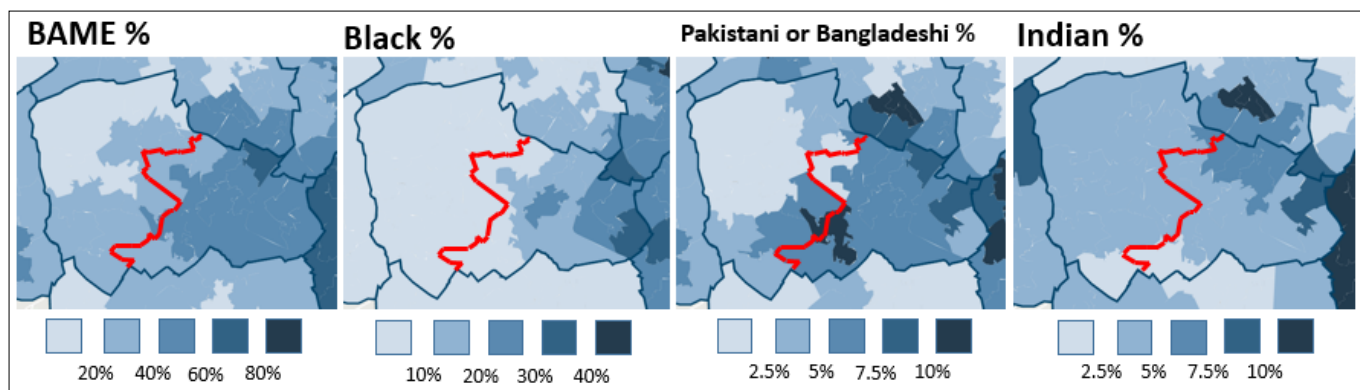 BAME %
Black %
Pakistani or Bangladeshi %
Indian %
20% 40% 60% 80%
10% 20% 30% 40%
2.5% 5% 7.5% 10%
2.5% 5% 7.5% 10%